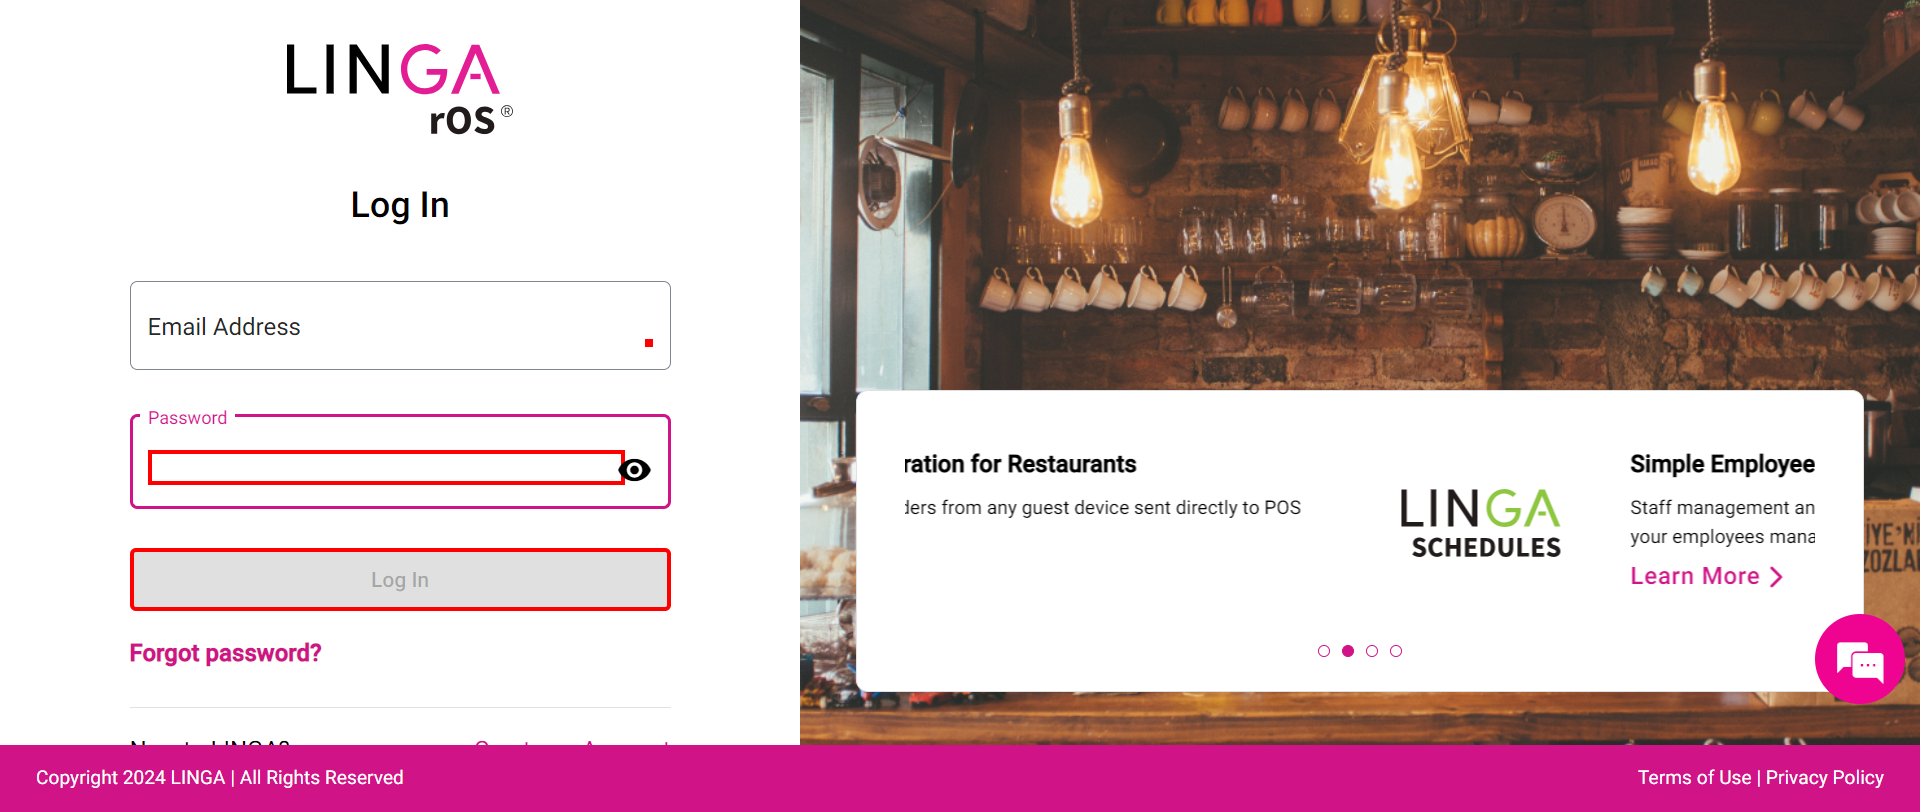 LINGA
rOS®
Log In
Email Address
Password
Log In
Forgot password?
Copyright 2024 LINGA | All Rights Reserved
ration for Restaurants
ders from any guest device sent directly to POS
LINGA
SCHEDULES
Simple Employee
Staff management an
your employees mana
Learn More
Terms of Use | Privacy Policy